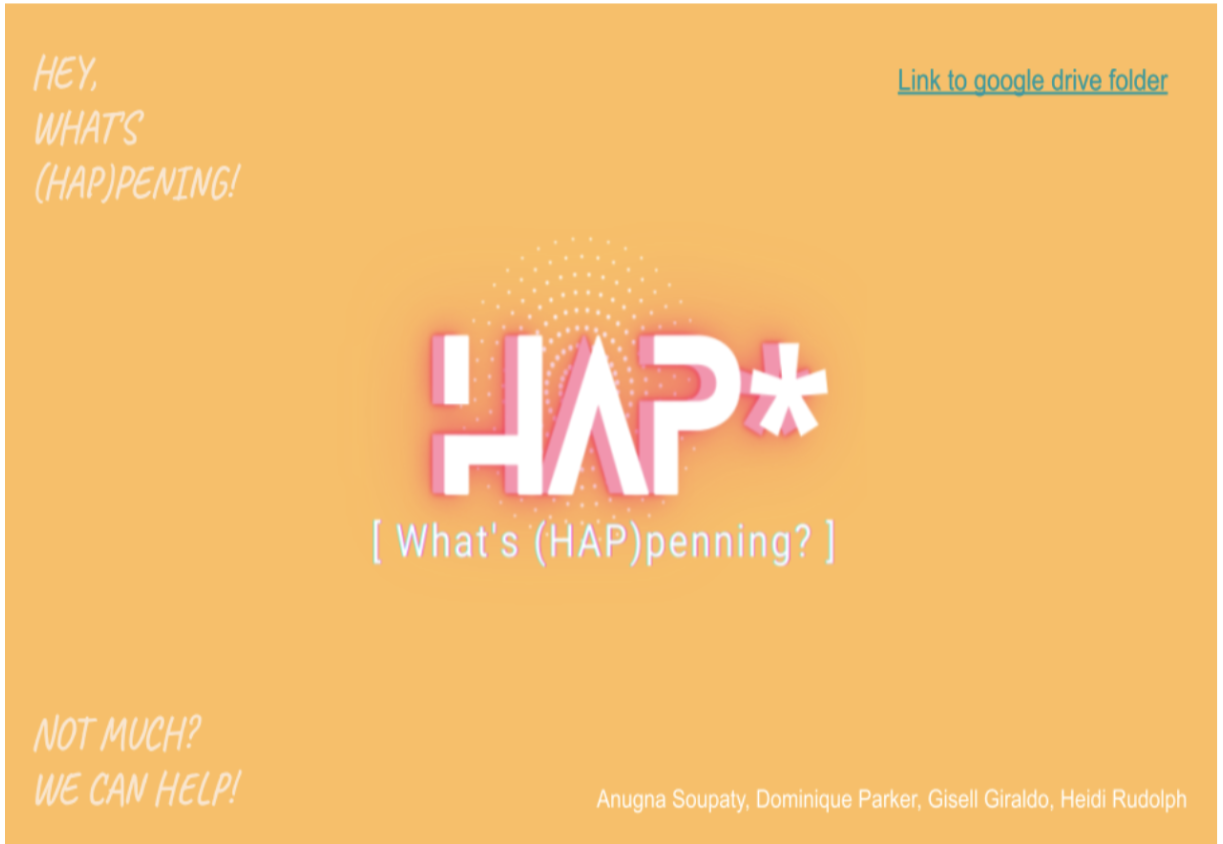 HEY,
WHAT'S
(HAP)PENING!
Link to google drive folder
HAP*
[ What's (HAP)penning? ]
NOT MUCH?
WE CAN HELP!
Anugna Soupaty, Dominique Parker, Gisell Giraldo, Heidi Rudolph